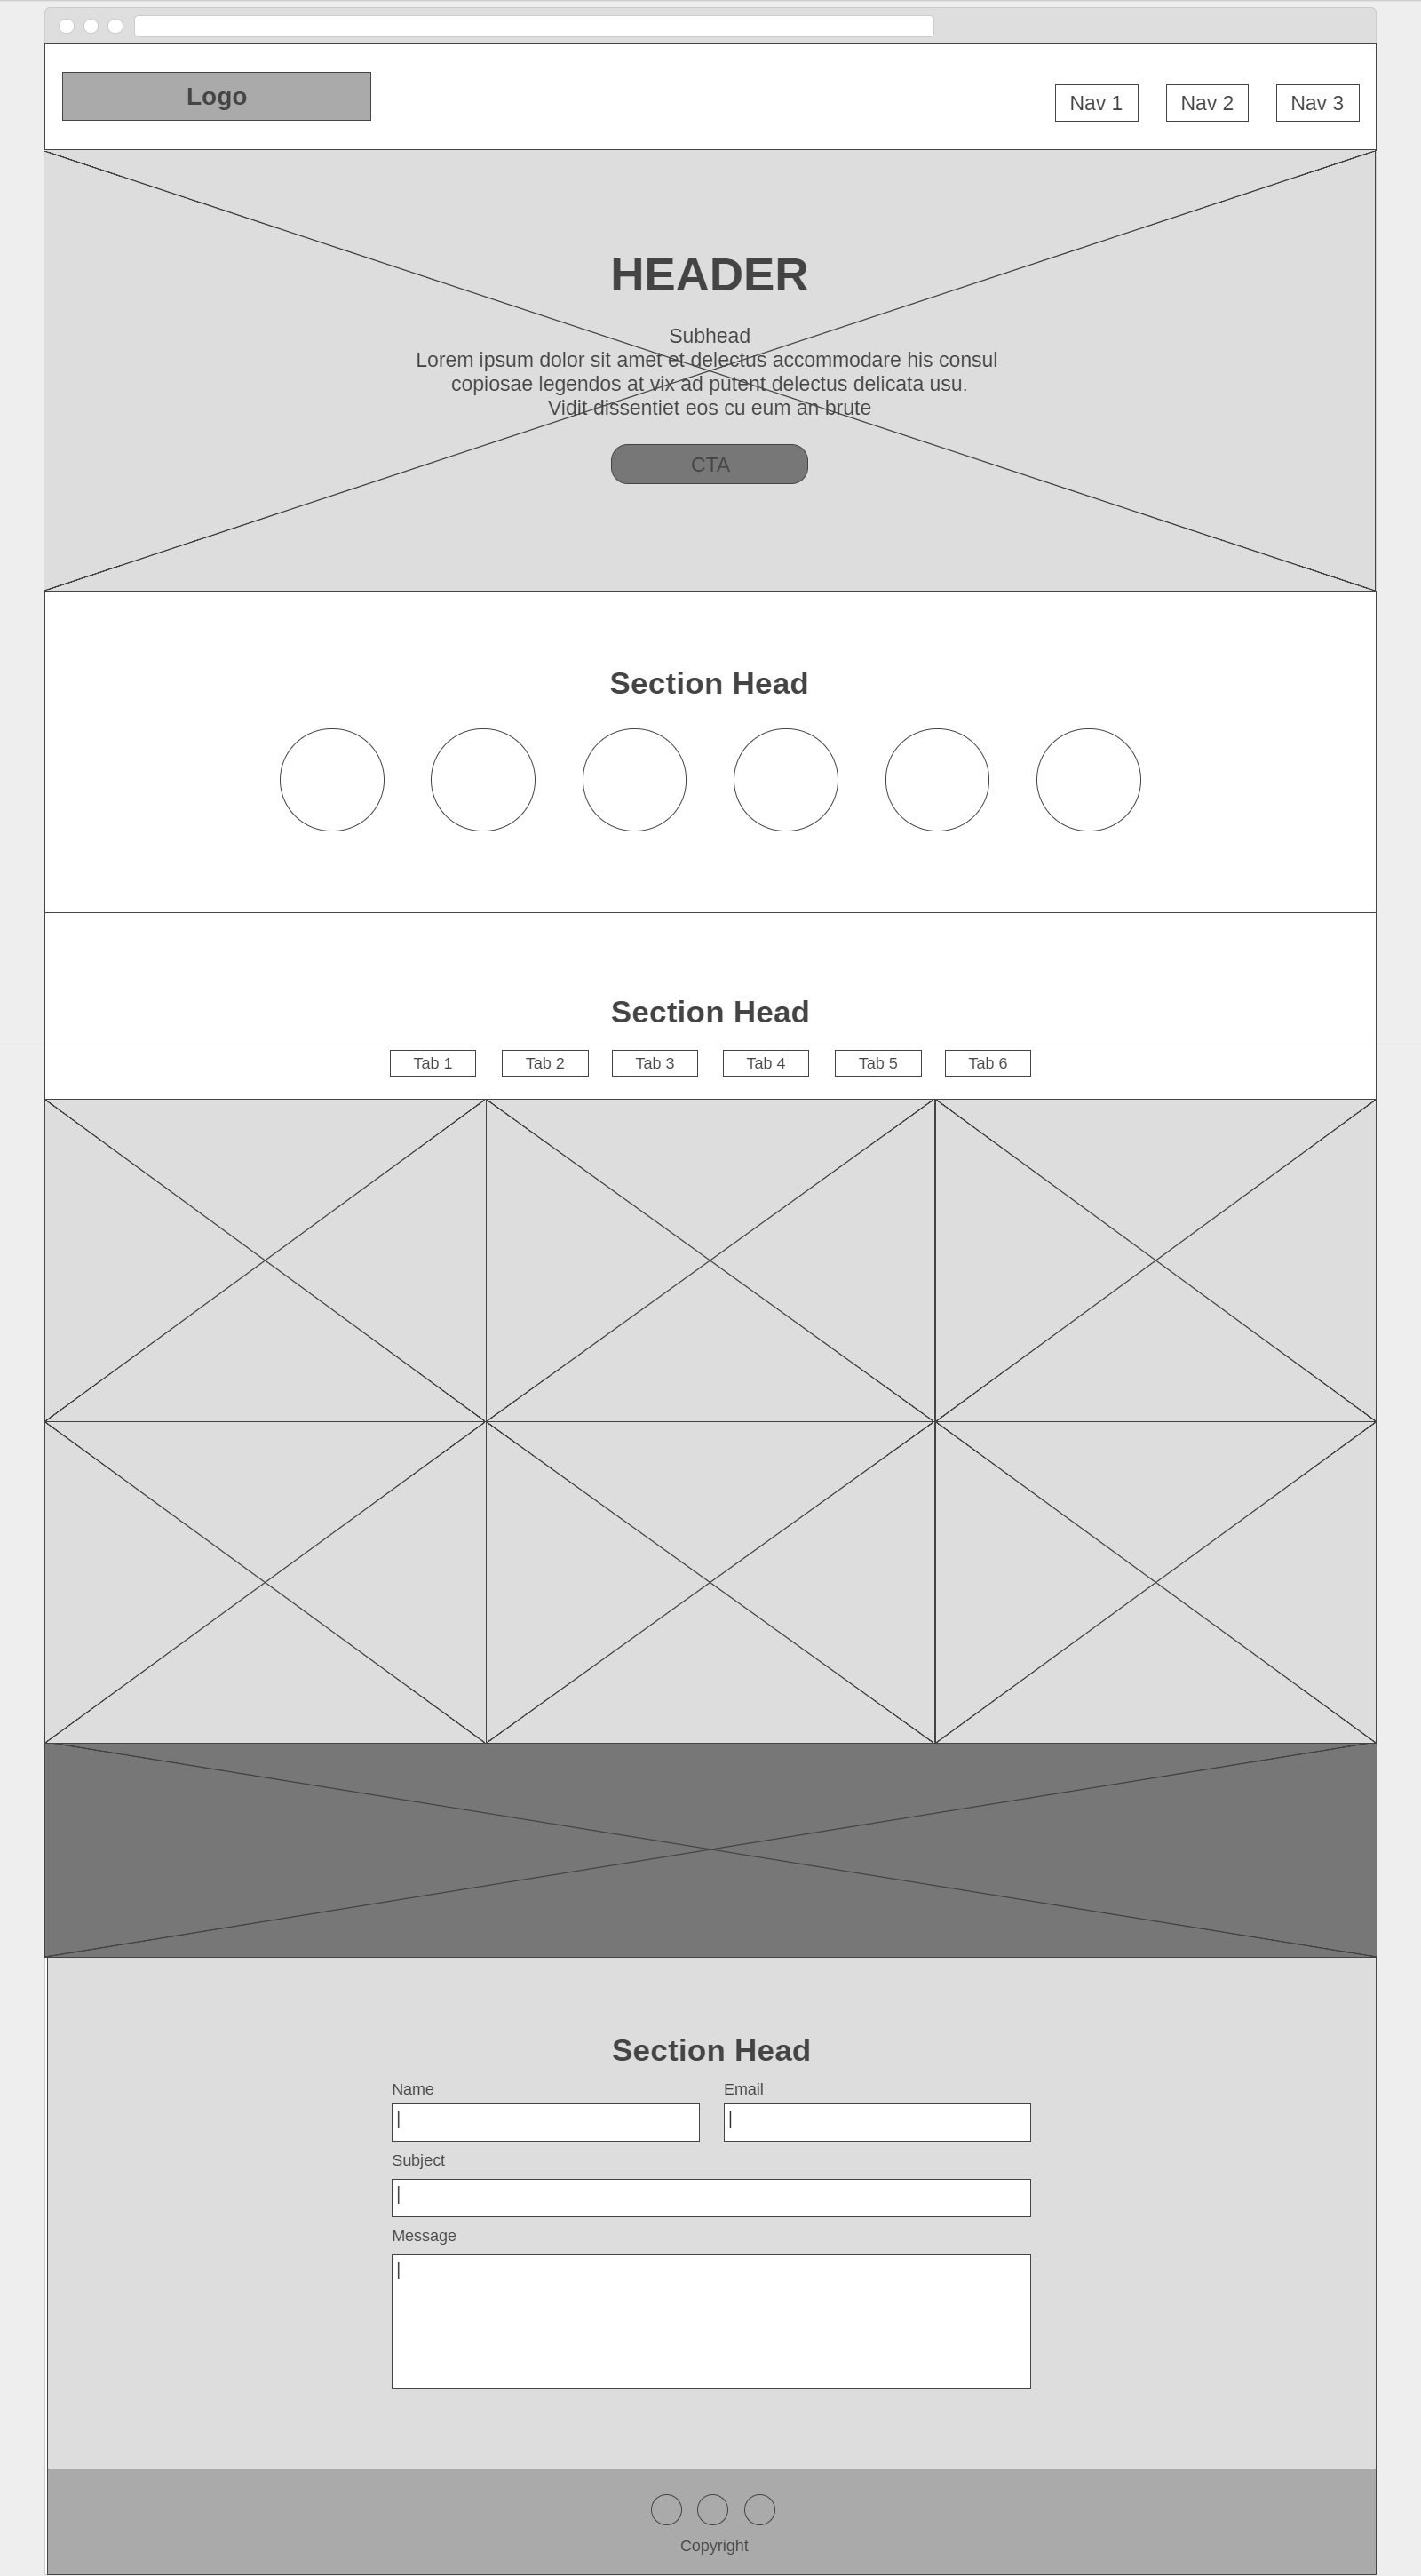 Logo
Nav 1
Nav 2
Nav 3
HEADER
Subhead
Lorem ipsum dolor sit amet et delectus accommodare his consul
copiosae legendos at vix ad putent delectus delicata usu.
Vidit dissentiet eos cu eum an brute
CTA
Section Head
Section Head
Tab 1
Tab 2
Tab 3
Tab 4
Tab 5
Tab 6
Section Head
Name
Email
Subject
Message
Copyright